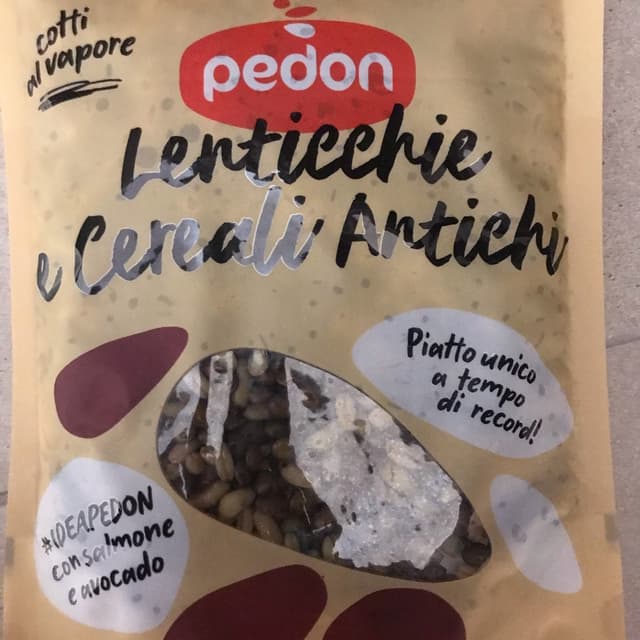 cotti
al vapore
pedon
Lenticchie
e Cereali Antichi
Piatto unico
a tempo
di record!
#IDEAPEDON
con salmone
e avocado